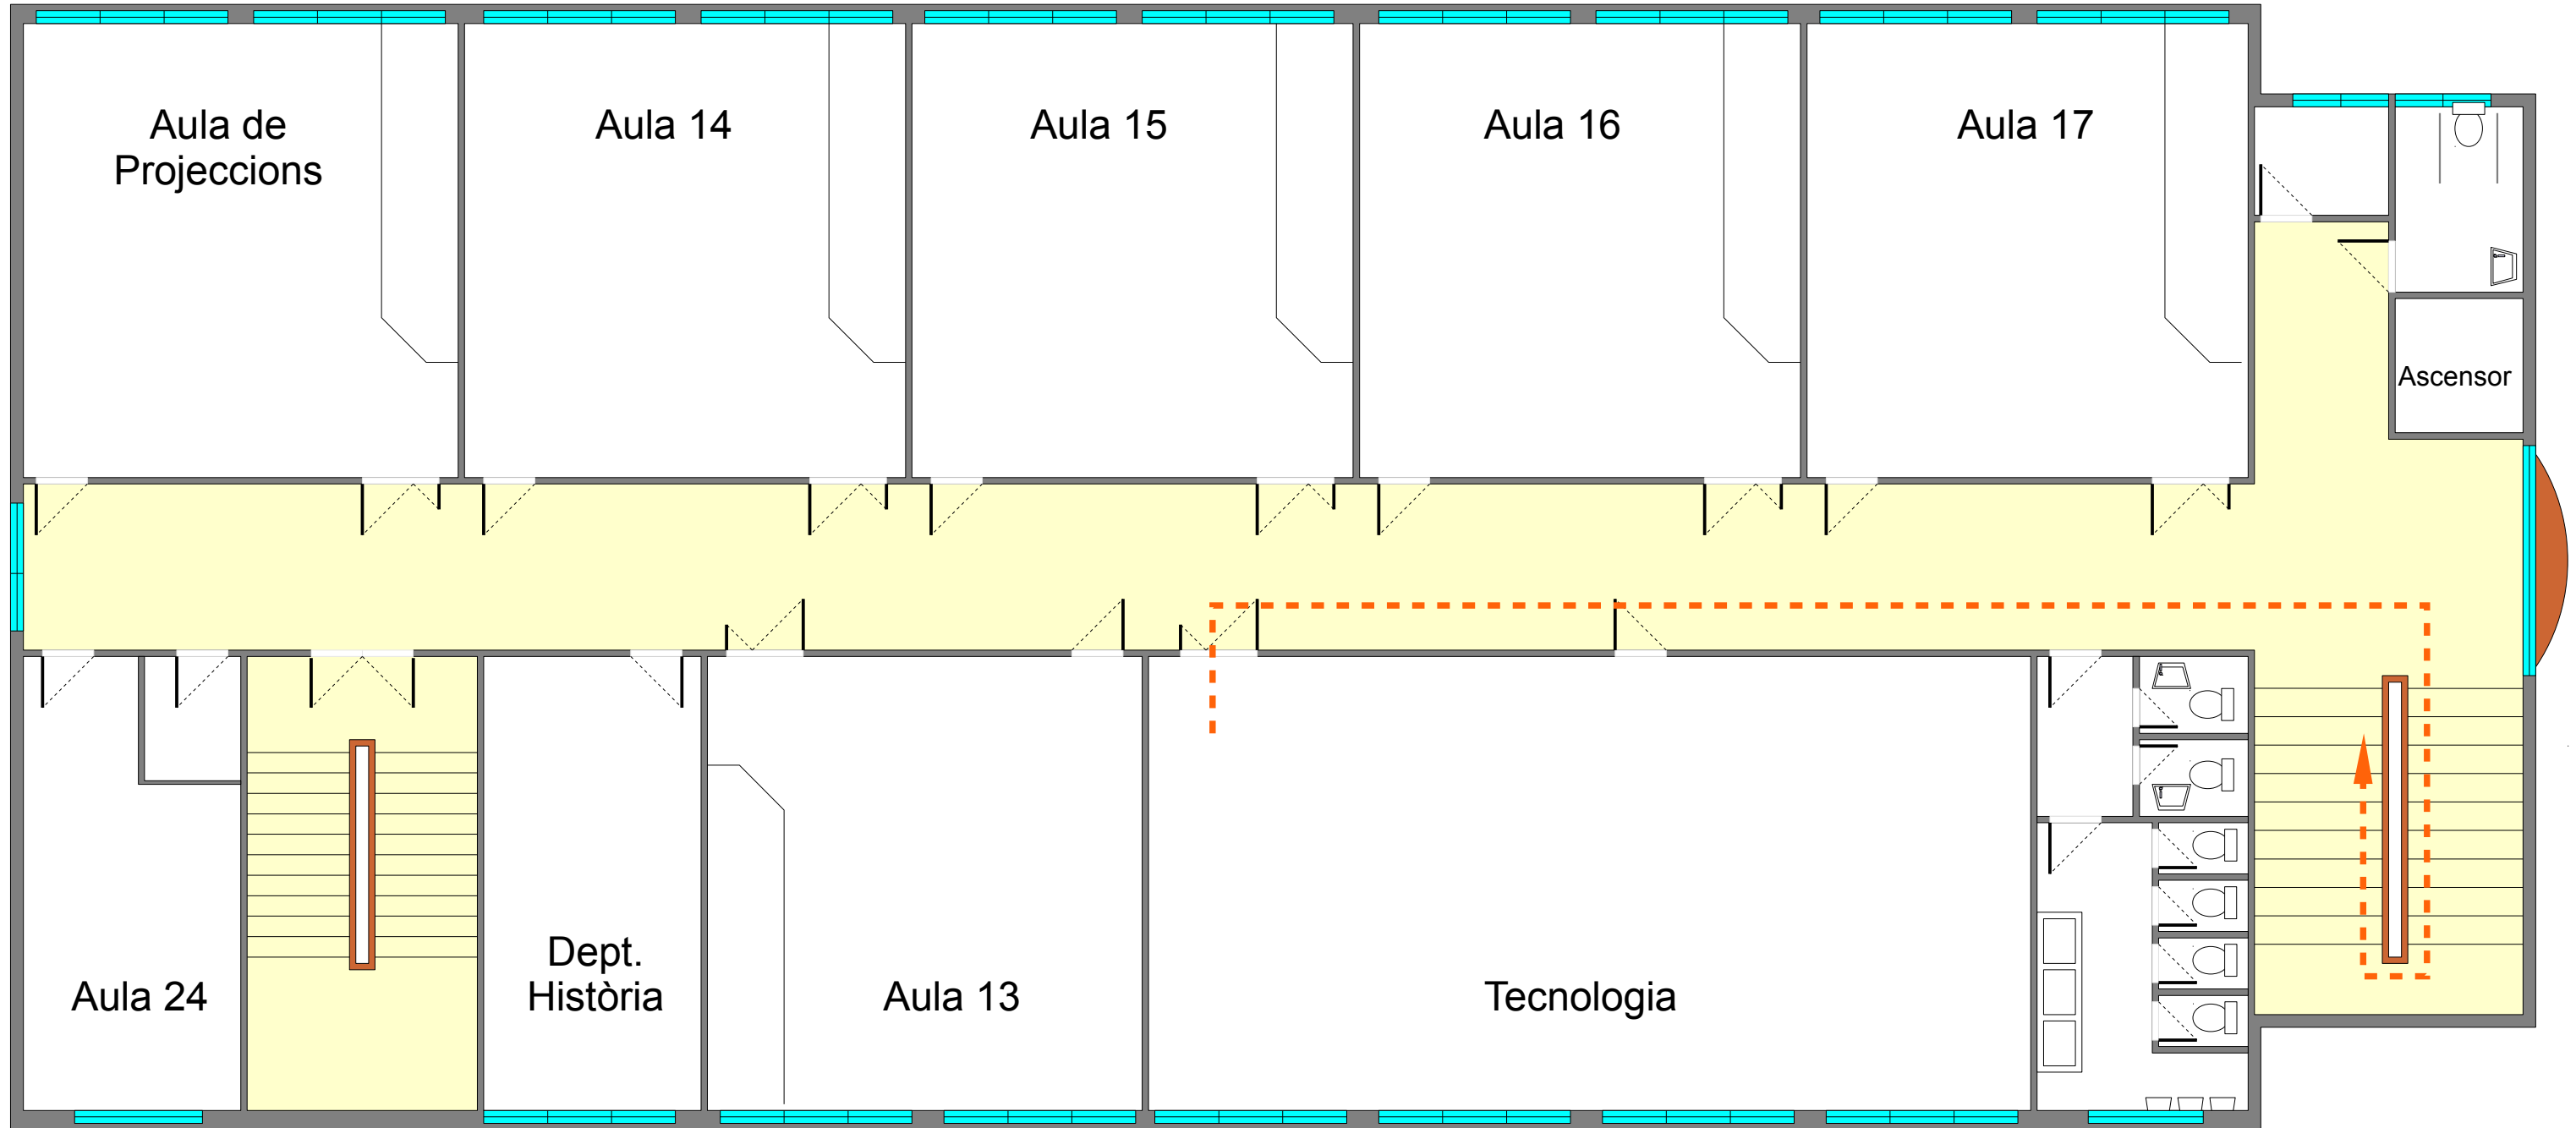 Aula de
Projeccions
Aula 14
Aula 15
Aula 16
Aula 17
Ascensor
Aula 24
Dept.
Història
Aula 13
Tecnologia